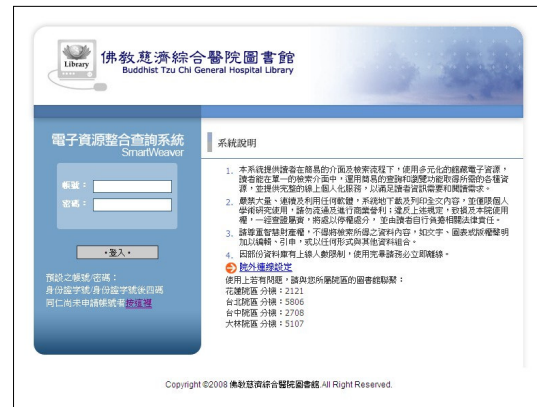 Library
佛教慈濟綜合醫院圖書館
Buddhist Tzu Chi General Hospital Library
電子資源整合查詢系統
SmartWeaver
帳號：
密碼：
‧登入‧
預設之帳號/密碼：
身份證字號/身份證字號後四碼
同仁尚未申請帳號者按這裡
系統說明
1. 本系統提供讀者在簡易的介面及檢索流程下，使用多元化的館藏電子資源，
讀者能在單一的檢索介面中，運用簡易的查詢和瀏覽功能取得所需的各種資
源，並提供完整的線上個人化服務，以滿足讀者資訊需要和閱讀需求。
2. 嚴禁大量、連續及利用任何軟體，系統地下載及列印全文內容，並僅限個人
學術研究使用，請勿流通及進行商業營利；違反上述規定，致損及本院使用
權，一經查證屬實，將處以停權處分，並由讀者自行負擔相關法律責任。
3. 請尊重智慧財產權，不得將檢索所得之資料內容，如文字、圖表或版權聲明
加以編輯、引申，或以任何形式與其他資料組合。
4. 因部份資料庫有上線人數限制，使用完畢請務必立即離線。
院外連線設定
使用上若有問題，請與您所屬院區的圖書館聯繫：
花蓮院區 分機：2121
台北院區 分機：5806
台中院區 分機：2708
大林院區 分機：5107
Copyright ©2008 佛教慈濟綜合醫院圖書館.All Right Reserved.